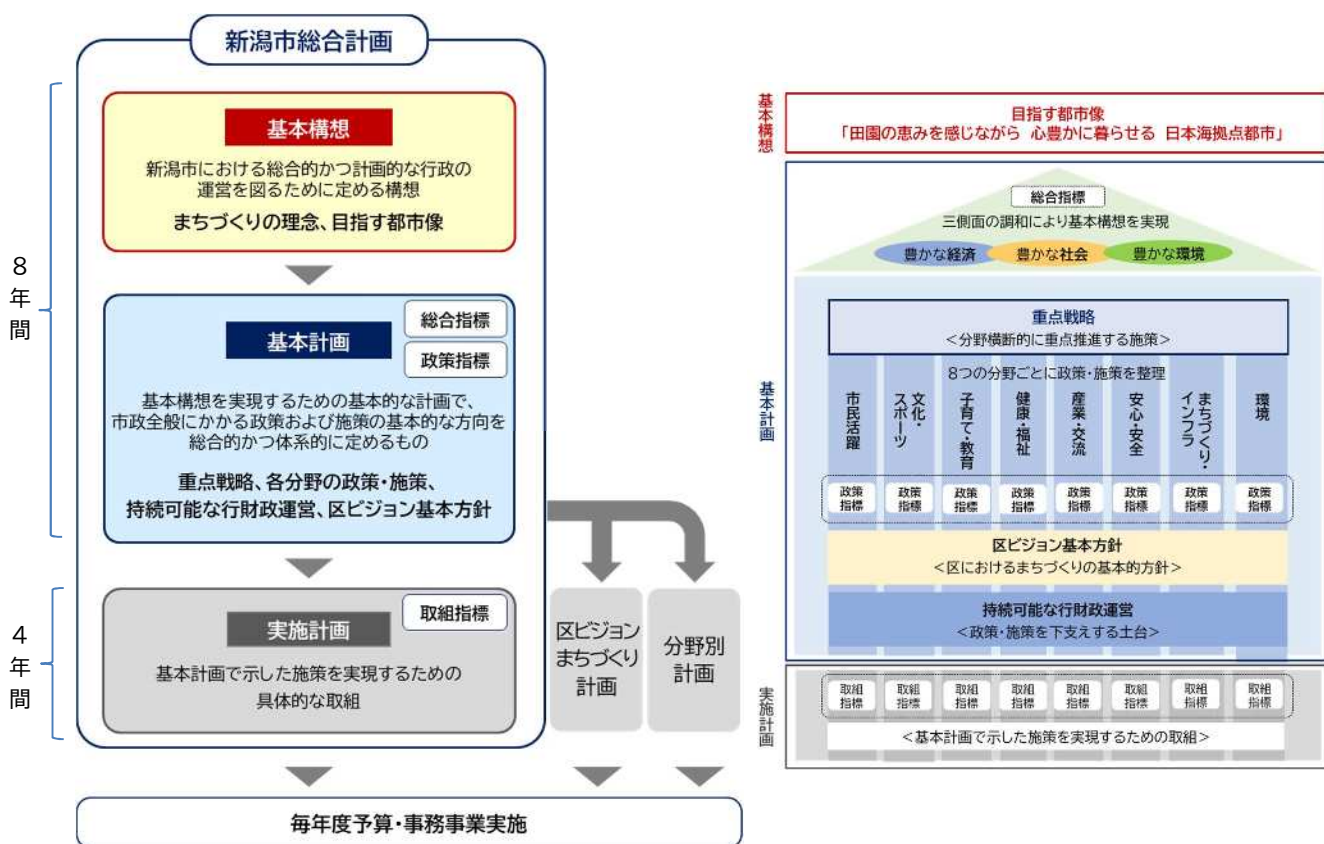 新潟市総合計画
8
年
間
基本構想
新潟市における総合的かつ計画的な行政の
運営を図るために定める構想
まちづくりの理念、目指す都市像
総合指標
基本計画
政策指標
基本構想を実現するための基本的な計画で、
市政全般にかかる政策および施策の基本的な方向を
総合的かつ体系的に定めるもの
重点戦略、各分野の政策・施策、
持続可能な行財政運営、区ビジョン基本方針
4
年
間
取組指標
実施計画
基本計画で示した施策を実現するための
具体的な取組
区ビジョン
まちづくり
計画
分野別
計画
毎年度予算・事務事業実施
基本構想
目指す都市像
「田園の恵みを感じながら 心豊かに暮らせる 日本海拠点都市」
基本計画
総合指標
三側面の調和により基本構想を実現
豊かな経済
豊かな社会
豊かな環境
重点戦略
<分野横断的に重点推進する施策>
8つの分野ごとに政策・施策を整理
市民活躍
文化・
スポーツ
子育て・教育
健康・福祉
産業・交流
安心・安全
まちづくり・
インフラ
環境
政策 政策 政策 政策 政策 政策 政策 政策
指標 指標 指標 指標 指標 指標 指標 指標
区ビジョン基本方針
<区におけるまちづくりの基本的方針>
持続可能な行財政運営
<政策・施策を下支えする土台>
実施計画
取組 取組 取組 取組 取組 取組 取組 取組
指標 指標 指標 指標 指標 指標 指標 指標
<基本計画で示した施策を実現するための取組>